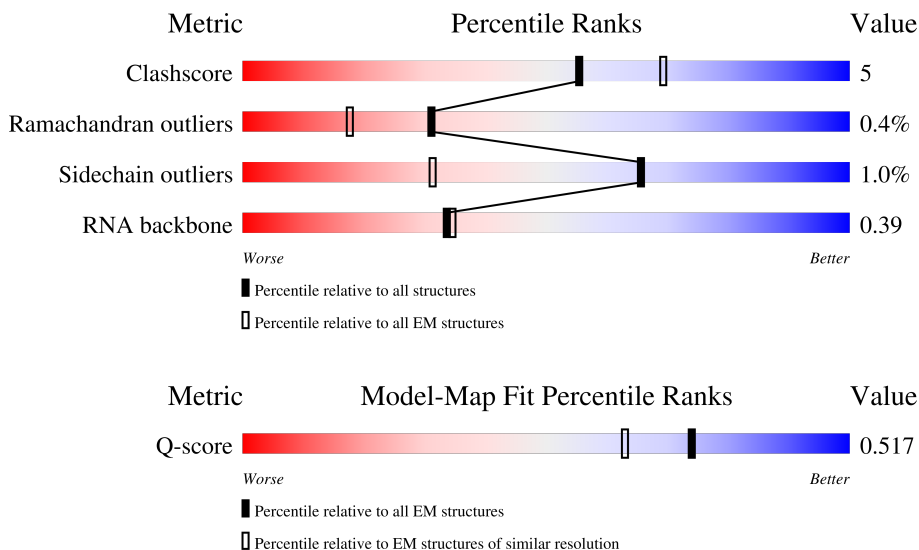 Metric Percentile Ranks Value
Clashscore 5
Ramachandran outliers 0.4%
Sidechain outliers 1.0%
RNA backbone 0.39
Worse Better
Percentile relative to all structures
Percentile relative to all EM structures
Metric Model-Map Fit Percentile Ranks Value
Q-score 0.517
Worse Better
Percentile relative to all EM structures
Percentile relative to EM structures of similar resolution